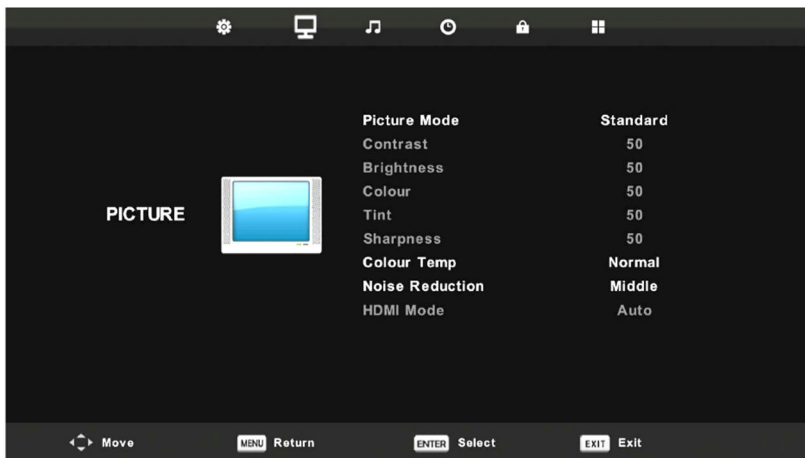 Picture Mode Standard
Contrast 50
Brightness 50
Colour 50
PICTURE
Tint 50
Sharpness 50
Colour Temp Normal
Noise Reduction Middle
HDMI Mode Auto
Move MENU Return ENTER Select EXIT Exit